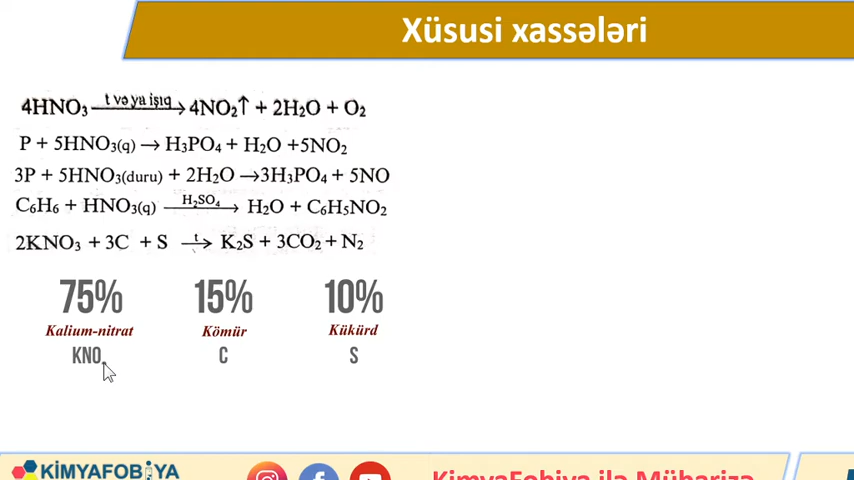 Xüsusi xassələri
4HNO₃ t və ya işıq → 4NO₂↑ + 2H₂O + O₂
P + 5HNO₃(q) → H₃PO₄ + H₂O +5NO₂
3P + 5HNO₃(duru) + 2H₂O →3H₃PO₄ + 5NO
C₆H₆ + HNO₃(q) H₂SO₄ → H₂O + C₆H₅NO₂
2KNO₃ + 3C + S t → K₂S + 3CO₂ + N₂
75% 15% 10%
Kalium-nitrat Kömür Kükürd
KNO C S
KİMYAFOBİYA
KimyaFobiya ilə Mübarizə